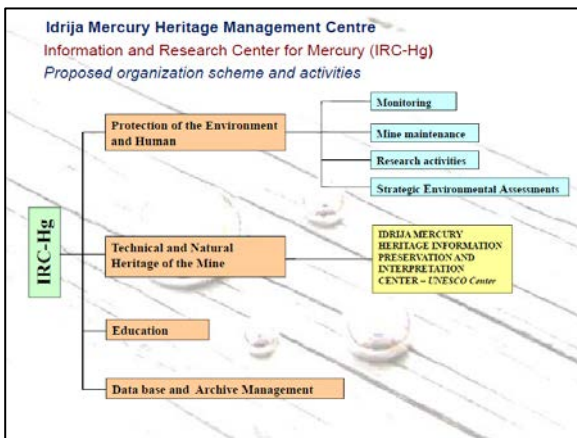 Idrija Mercury Heritage Management Centre
Information and Research Center for Mercury (IRC-Hg)
Proposed organization scheme and activities
IRC-Hg
Protection of the Environment
and Human
Monitoring
Mine maintenance
Research activities
Strategic Environmental Assessments
Technical and Natural
Heritage of the Mine
IDRIJA MERCURY
HERITAGE INFORMATION
PRESERVATION AND
INTERPRETATION
CENTER – UNESCO Center
Education
Data base and Archive Management